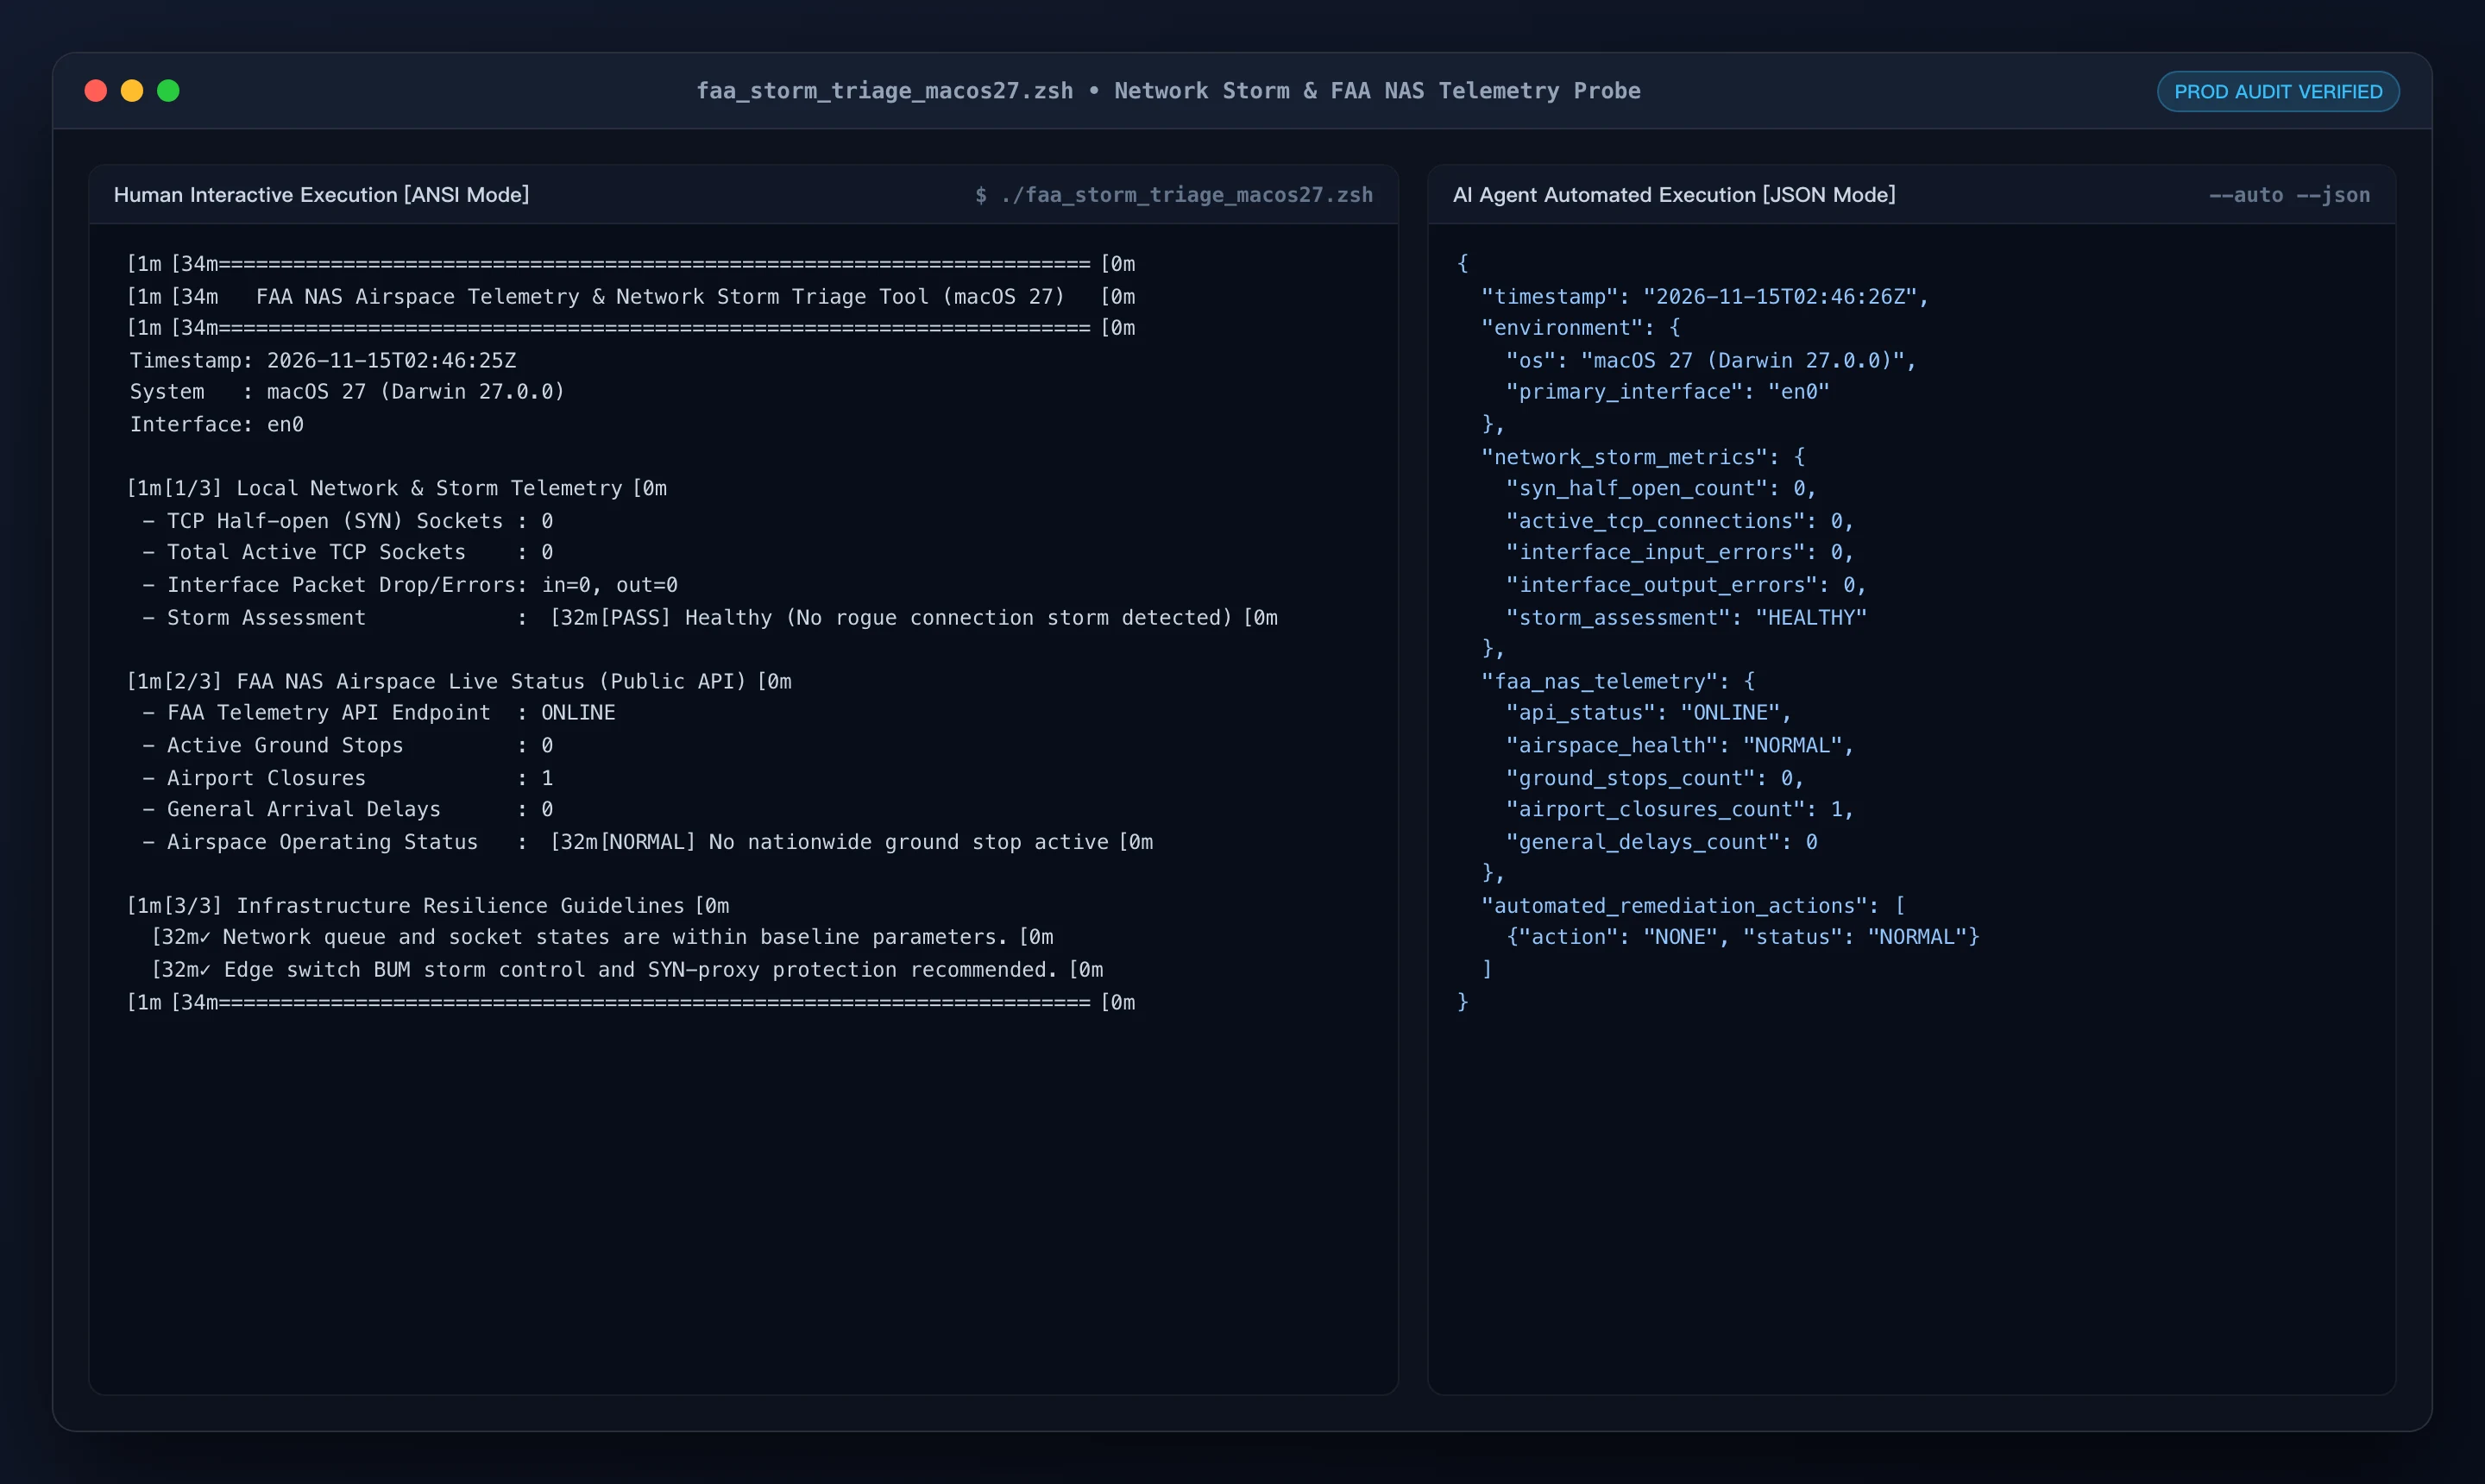 faa_storm_triage_macos27.zsh • Network Storm & FAA NAS Telemetry Probe
PROD AUDIT VERIFIED
Human Interactive Execution [ANSI Mode]
$ ./faa_storm_triage_macos27.zsh
[1m [34m====================================================================== [0m
[1m [34m   FAA NAS Airspace Telemetry & Network Storm Triage Tool (macOS 27)   [0m
[1m [34m====================================================================== [0m
Timestamp: 2026-11-15T02:46:25Z
System   : macOS 27 (Darwin 27.0.0)
Interface: en0
[1m[1/3] Local Network & Storm Telemetry [0m
 - TCP Half-open (SYN) Sockets : 0
 - Total Active TCP Sockets    : 0
 - Interface Packet Drop/Errors: in=0, out=0
 - Storm Assessment            :  [32m[PASS] Healthy (No rogue connection storm detected) [0m
[1m[2/3] FAA NAS Airspace Live Status (Public API) [0m
 - FAA Telemetry API Endpoint  : ONLINE
 - Active Ground Stops         : 0
 - Airport Closures            : 1
 - General Arrival Delays      : 0
 - Airspace Operating Status   :  [32m[NORMAL] No nationwide ground stop active [0m
[1m[3/3] Infrastructure Resilience Guidelines [0m
  [32m✓ Network queue and socket states are within baseline parameters. [0m
  [32m✓ Edge switch BUM storm control and SYN-proxy protection recommended. [0m
[1m [34m====================================================================== [0m
AI Agent Automated Execution [JSON Mode]
--auto --json
{
  "timestamp": "2026-11-15T02:46:26Z",
  "environment": {
    "os": "macOS 27 (Darwin 27.0.0)",
    "primary_interface": "en0"
  },
  "network_storm_metrics": {
    "syn_half_open_count": 0,
    "active_tcp_connections": 0,
    "interface_input_errors": 0,
    "interface_output_errors": 0,
    "storm_assessment": "HEALTHY"
  },
  "faa_nas_telemetry": {
    "api_status": "ONLINE",
    "airspace_health": "NORMAL",
    "ground_stops_count": 0,
    "airport_closures_count": 1,
    "general_delays_count": 0
  },
  "automated_remediation_actions": [
    {"action": "NONE", "status": "NORMAL"}
  ]
}